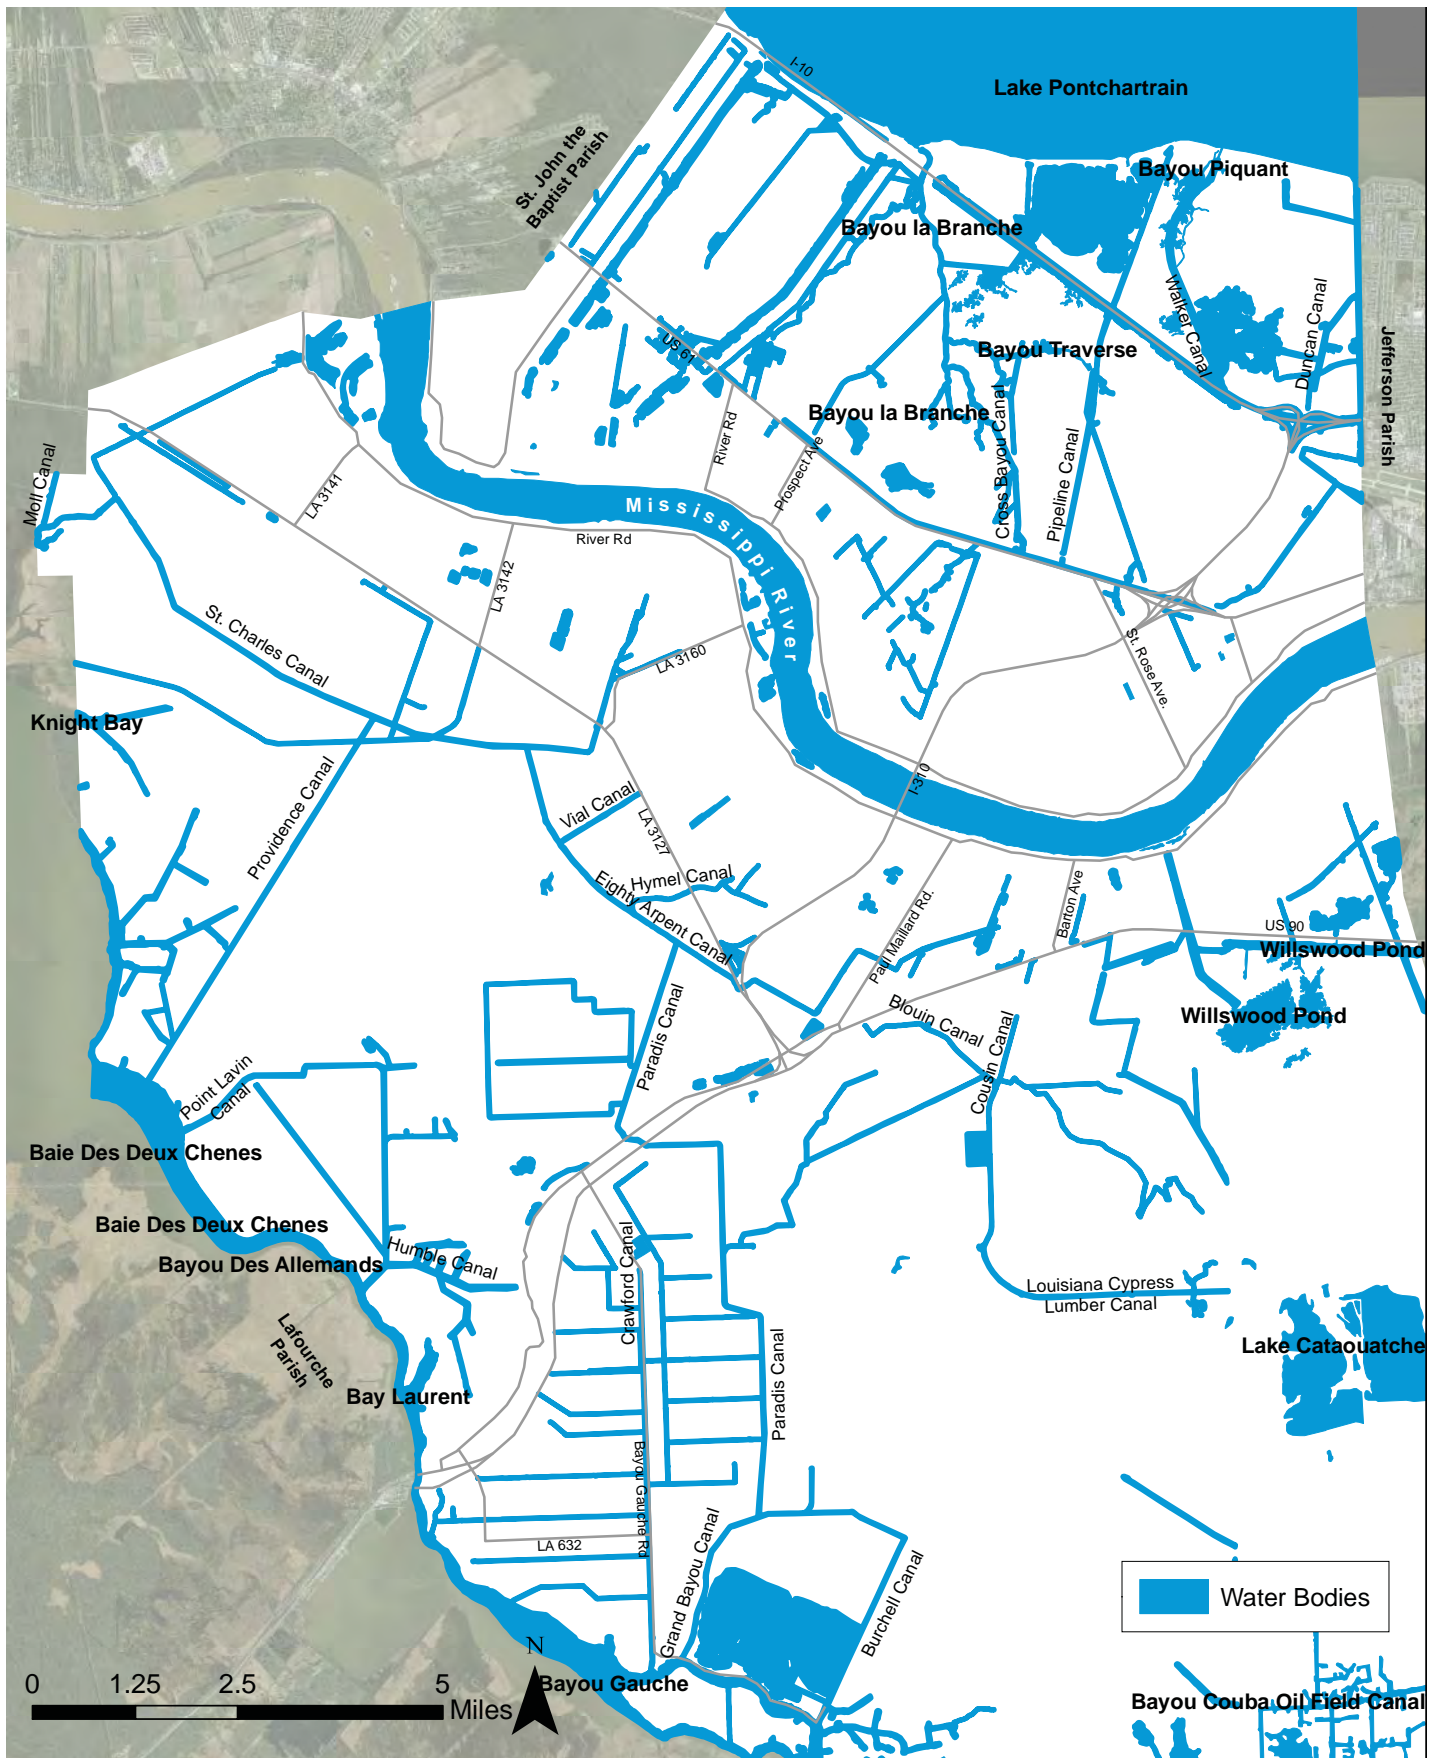 I-10
Lake Pontchartrain
St. John the
Baptist Parish
Bayou Piquant
Bayou la Branche
Walker Canal
Duncan Canal
US 61
Bayou Traverse
Jefferson Parish
Bayou la Branche
River Rd
Prospect Ave
Cross Bayou Canal
Pipeline Canal
Moll Canal
LA 3141
Mississippi River
River Rd
LA 3142
St. Charles Canal
LA 3160
St. Rose Ave.
Knight Bay
I-310
Providence Canal
Vial Canal
LA 3127
Hymel Canal
Eighty Arpent Canal
Barton Ave
Paul Maillard Rd.
US 90
Willswood Pond
Willswood Pond
Paradis Canal
Blouin Canal
Cousin Canal
Point Lavin
Canal
Baie Des Deux Chenes
Baie Des Deux Chenes
Bayou Des Allemands
Humble Canal
Crawford Canal
Louisiana Cypress
Lumber Canal
Lafourche
Parish
Lake Cataouatche
Paradis Canal
Bay Laurent
Bayou Gauche Rd
LA 632
Grand Bayou Canal
Burchell Canal
Water Bodies
N
Bayou Gauche
0 1.25 2.5 5
Miles
Bayou Couba Oil Field Canal